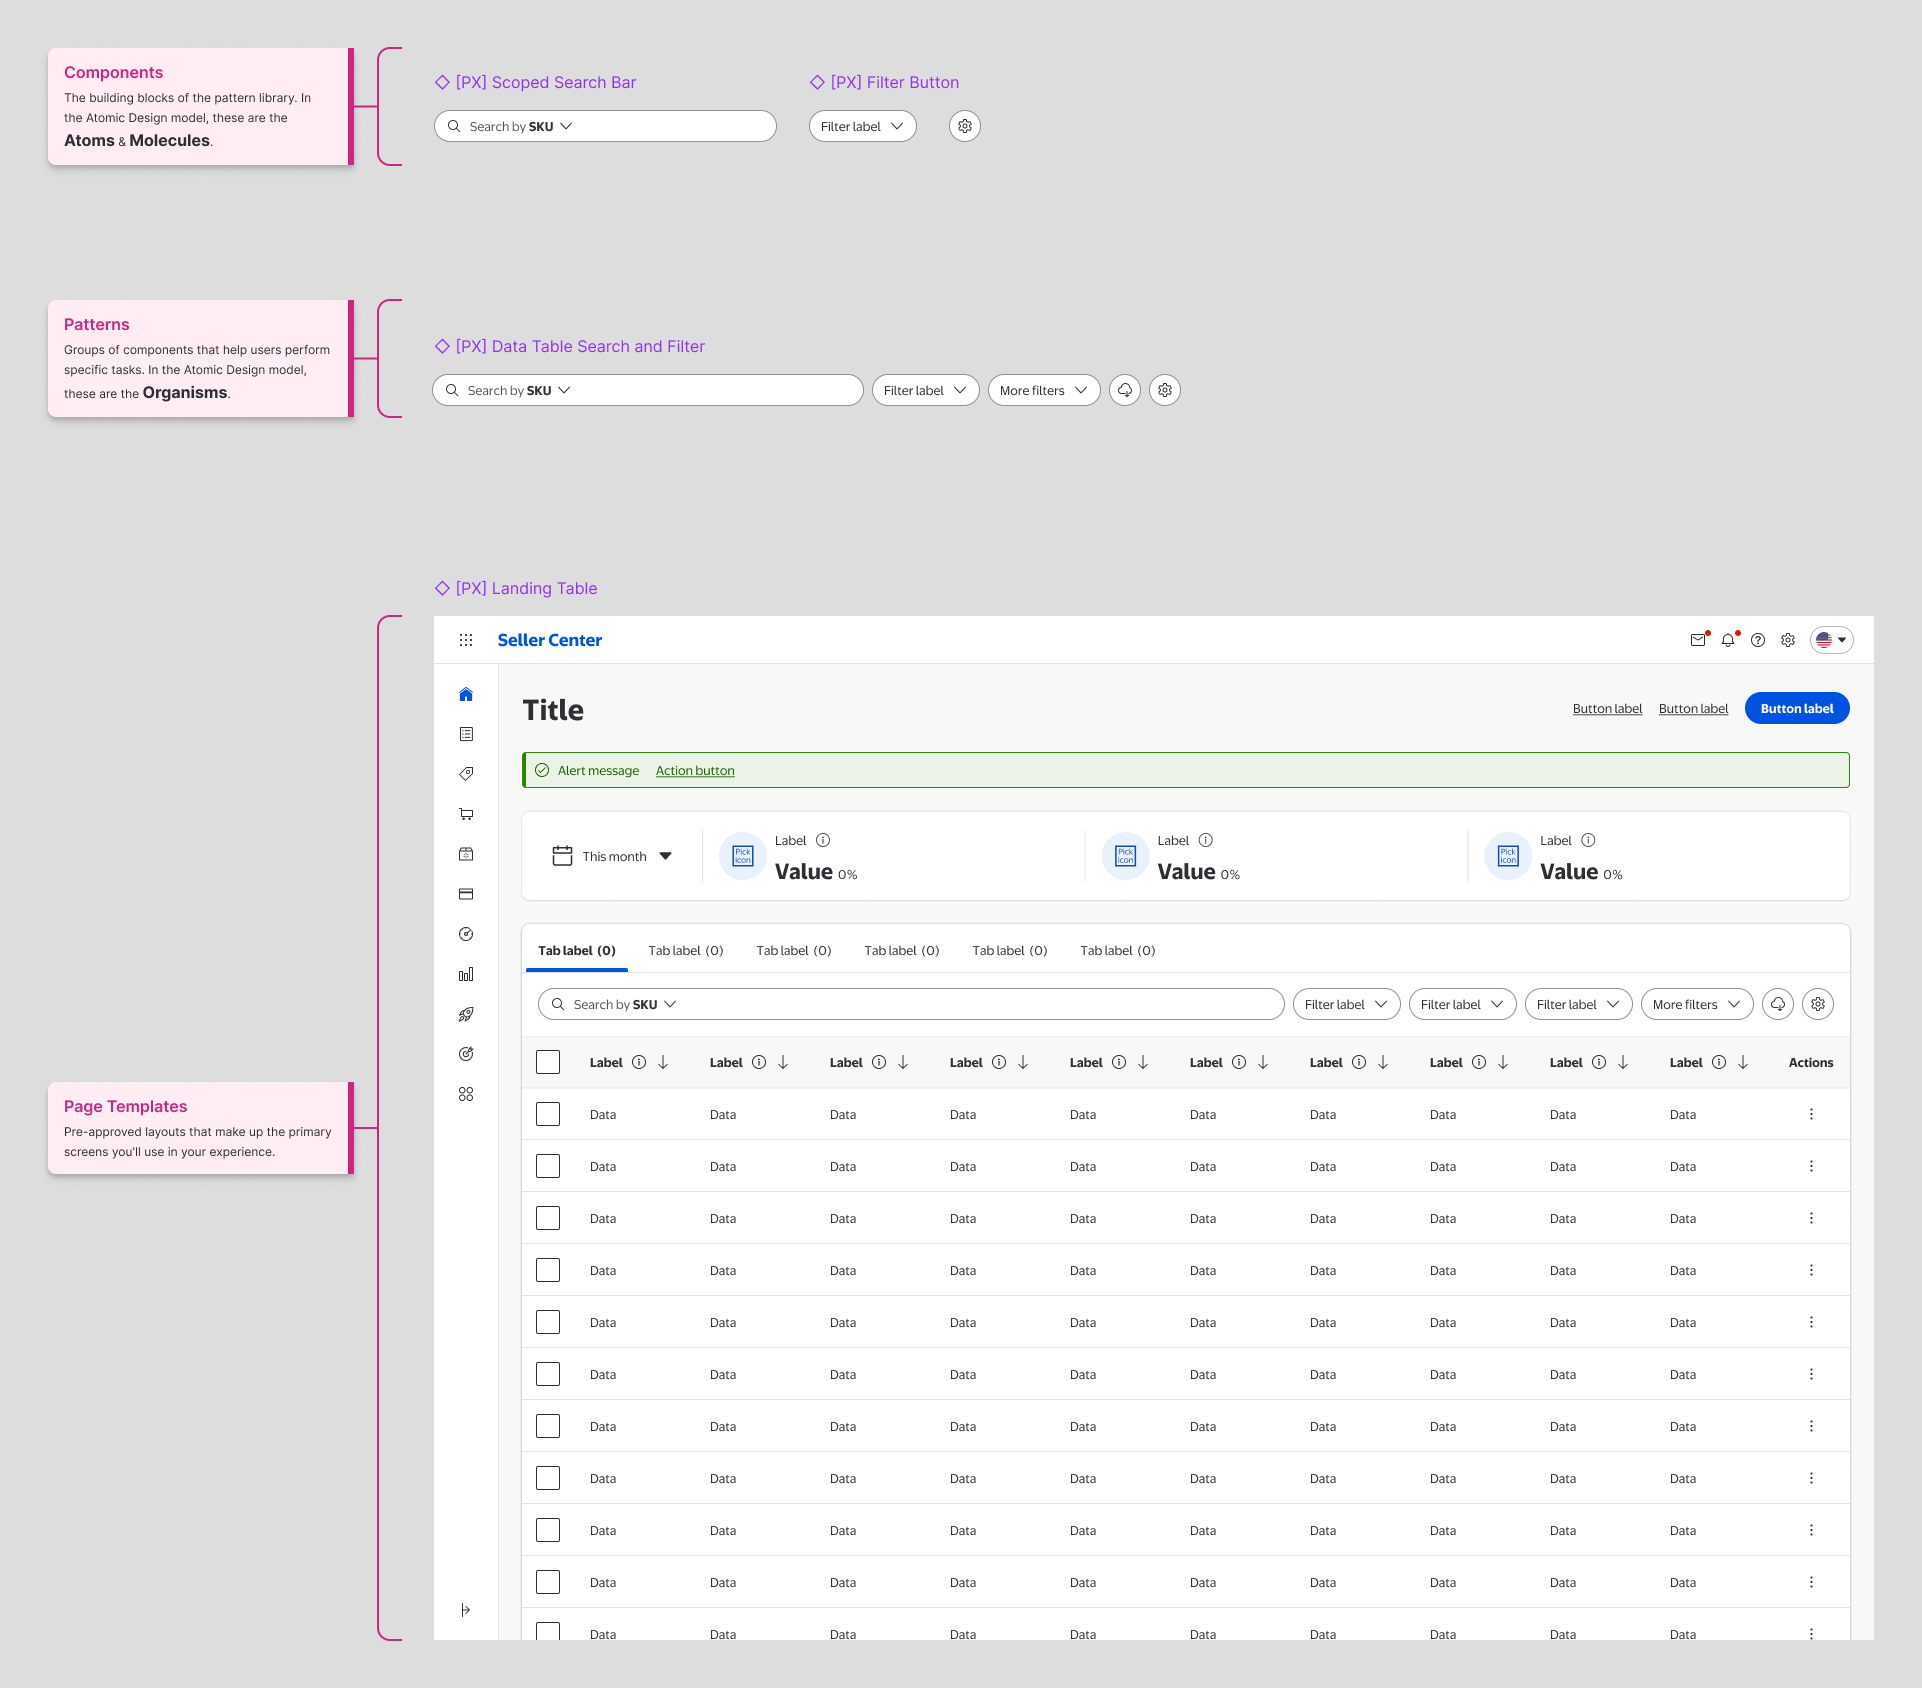 Components
The building blocks of the pattern library. In
the Atomic Design model, these are the
Atoms & Molecules.
[PX] Scoped Search Bar
[PX] Filter Button
Search by SKU
Filter label
Patterns
Groups of components that help users perform
specific tasks. In the Atomic Design model,
these are the Organisms.
[PX] Data Table Search and Filter
Search by SKU
Filter label
More filters
[PX] Landing Table
Page Templates
Pre-approved layouts that make up the primary
screens you'll use in your experience.
Seller Center
Title
Button label Button label Button label
Alert message Action button
This month
Label
Pick
icon
Value 0%
Label
Pick
icon
Value 0%
Label
Pick
icon
Value 0%
Tab label (0) Tab label (0) Tab label (0) Tab label (0) Tab label (0) Tab label (0)
Search by SKU Filter label Filter label Filter label More filters
Label Label Label Label Label Label Label Label Label Label Actions
Data Data Data Data Data Data Data Data Data Data
Data Data Data Data Data Data Data Data Data Data
Data Data Data Data Data Data Data Data Data Data
Data Data Data Data Data Data Data Data Data Data
Data Data Data Data Data Data Data Data Data Data
Data Data Data Data Data Data Data Data Data Data
Data Data Data Data Data Data Data Data Data Data
Data Data Data Data Data Data Data Data Data Data
Data Data Data Data Data Data Data Data Data Data
Data Data Data Data Data Data Data Data Data Data
Data Data Data Data Data Data Data Data Data Data